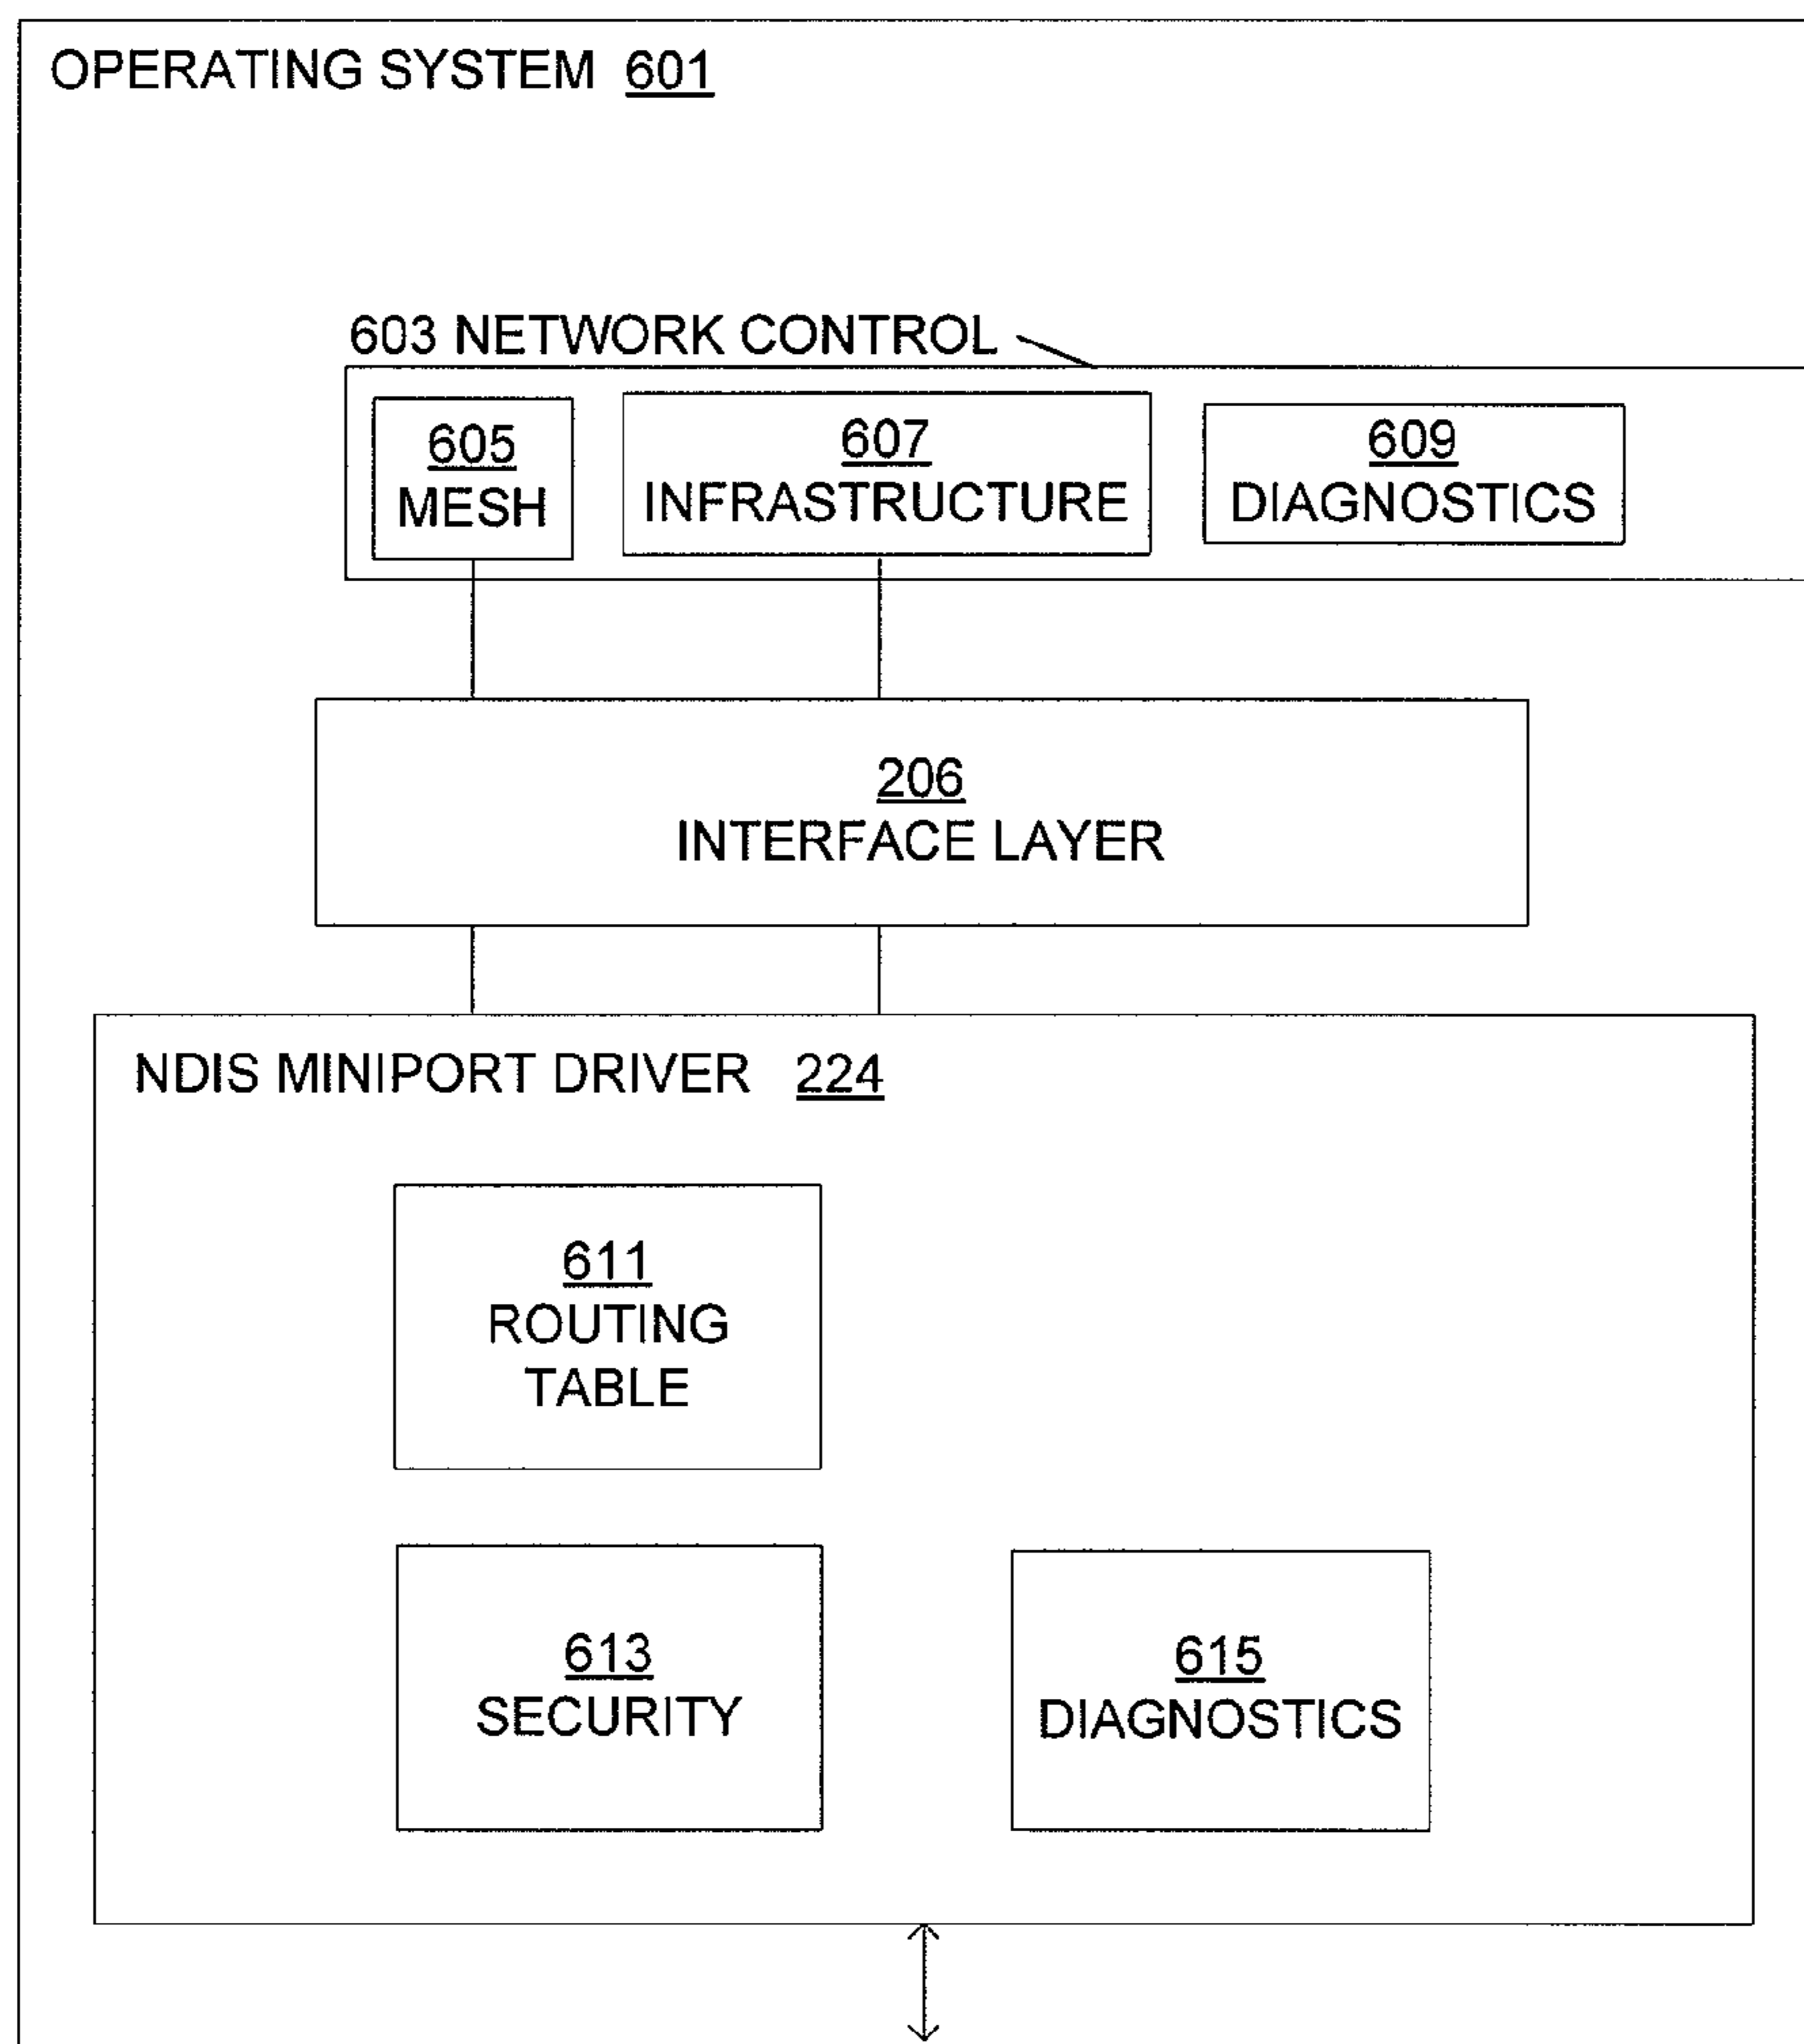 OPERATING SYSTEM 601
603 NETWORK CONTROL
605
MESH
607
INFRASTRUCTURE
609
DIAGNOSTICS
206
INTERFACE LAYER
NDIS MINIPORT DRIVER 224
611
ROUTING
TABLE
613
SECURITY
615
DIAGNOSTICS